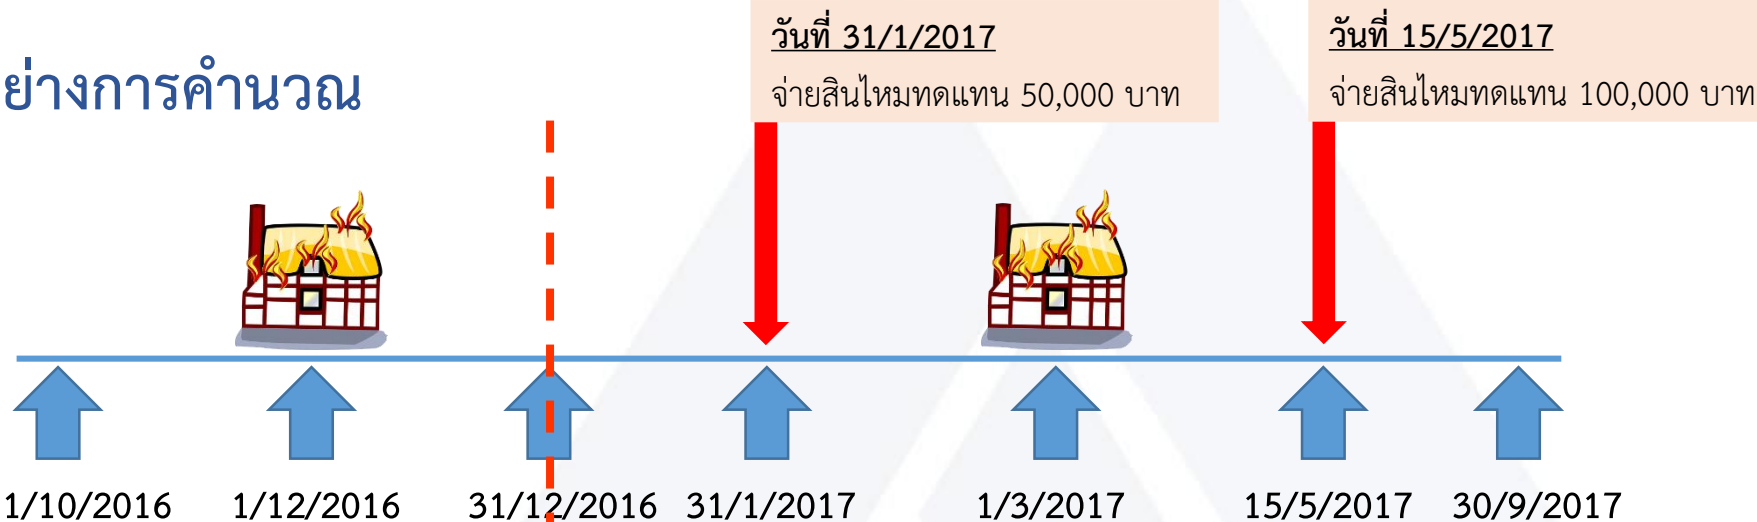 ย่างการคำนวณ
วันที่ 31/1/2017
จ่ายสินไหมทดแทน 50,000 บาท
วันที่ 15/5/2017
จ่ายสินไหมทดแทน 100,000 บาท
1/10/2016 1/12/2016 31/12/2016 31/1/2017 1/3/2017 15/5/2017 30/9/2017